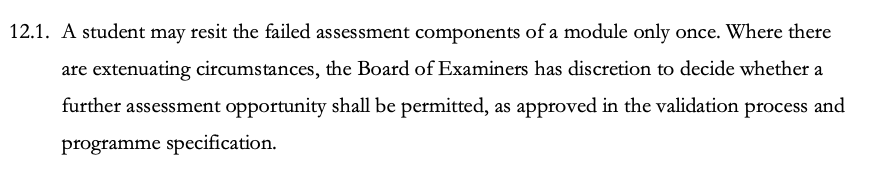 12.1. A student may resit the failed assessment components of a module only once. Where there
are extenuating circumstances, the Board of Examiners has discretion to decide whether a
further assessment opportunity shall be permitted, as approved in the validation process and
programme specification.